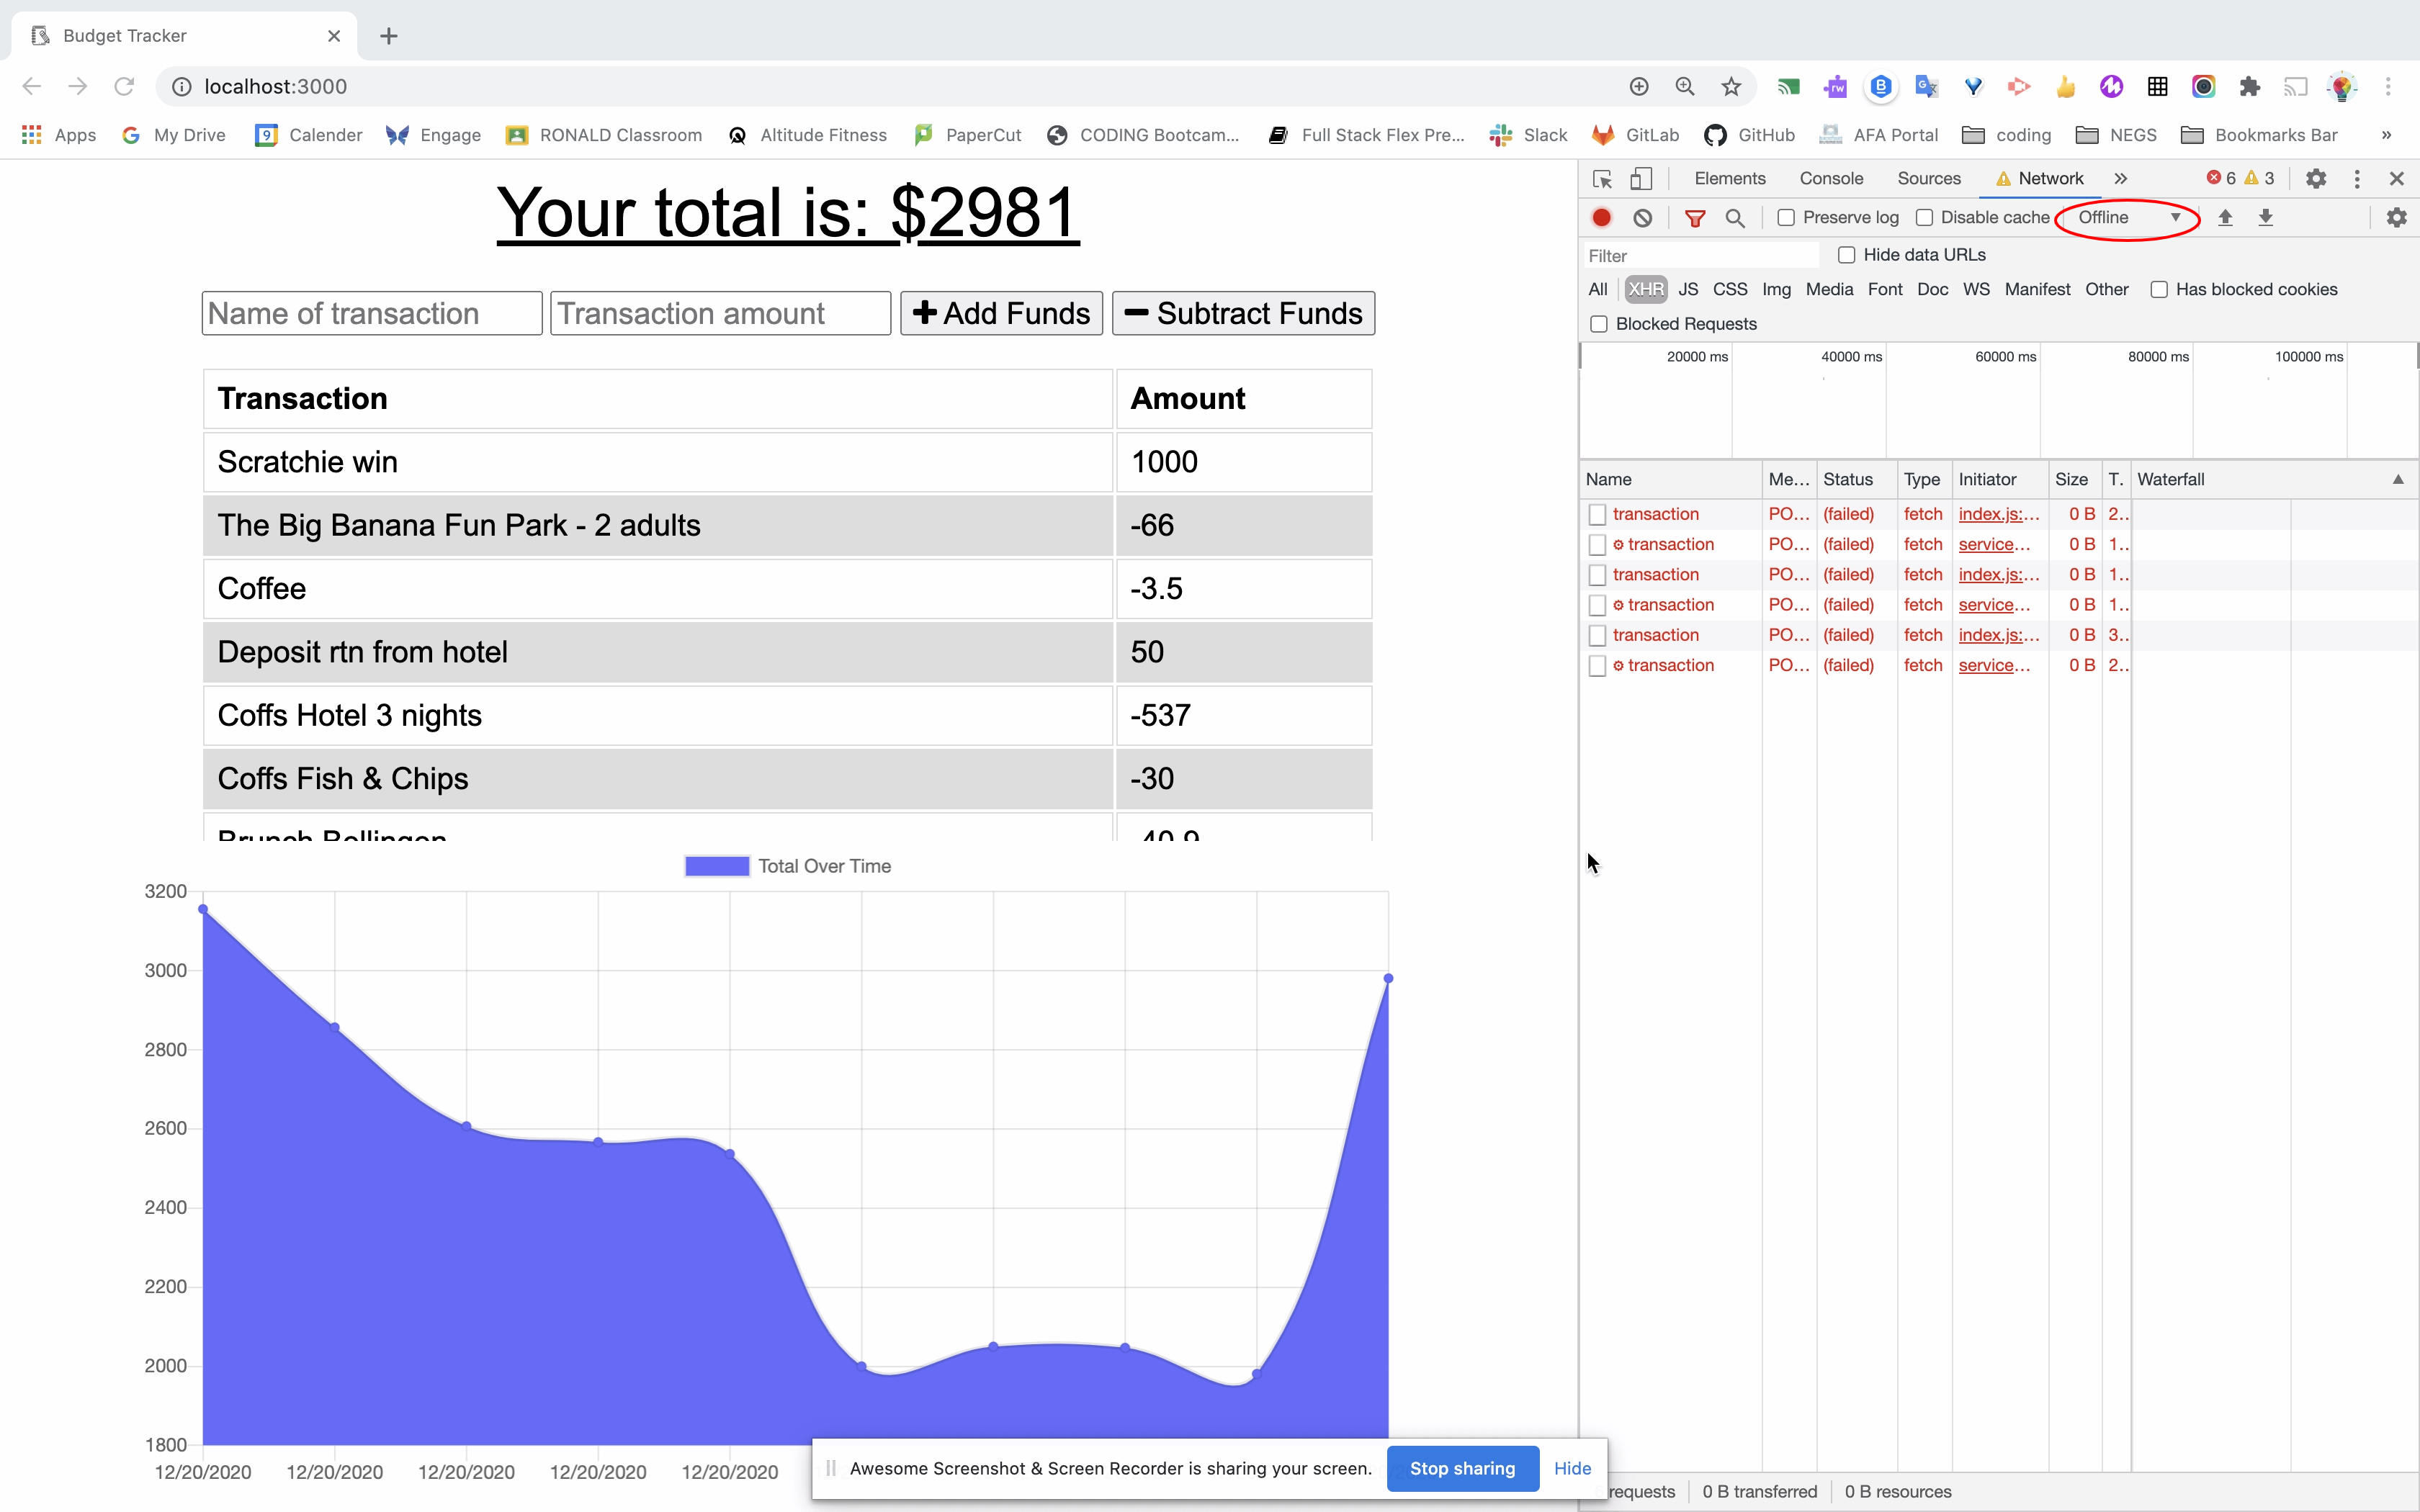 Budget Tracker
localhost:3000
Apps My Drive 9 Calender Engage RONALD Classroom Altitude Fitness PaperCut CODING Bootcam... Full Stack Flex Pre... Slack GitLab GitHub AFA Portal coding NEGS Bookmarks Bar »
Your total is: $2981
Name of transaction Transaction amount Add Funds Subtract Funds
Transaction Amount
Scratchie win 1000
The Big Banana Fun Park - 2 adults -66
Coffee -3.5
Deposit rtn from hotel 50
Coffs Hotel 3 nights -537
Coffs Fish & Chips -30
Brunch Bellingen -40.9
Total Over Time
3200
3000
2800
2600
2400
2200
2000
1800
12/20/2020 12/20/2020 12/20/2020 12/20/2020 12/20/2020
Awesome Screenshot & Screen Recorder is sharing your screen. Stop sharing Hide
Elements Console Sources Network » 6 3
Preserve log Disable cache Offline
Filter Hide data URLs
All XHR JS CSS Img Media Font Doc WS Manifest Other Has blocked cookies
Blocked Requests
20000 ms 40000 ms 60000 ms 80000 ms 100000 ms
Name Me... Status Type Initiator Size T. Waterfall
transaction PO... (failed) fetch index.js:... 0 B 2..
transaction PO... (failed) fetch service... 0 B 1..
transaction PO... (failed) fetch index.js:... 0 B 1..
transaction PO... (failed) fetch service... 0 B 1..
transaction PO... (failed) fetch index.js:... 0 B 3..
transaction PO... (failed) fetch service... 0 B 2..
requests 0 B transferred 0 B resources